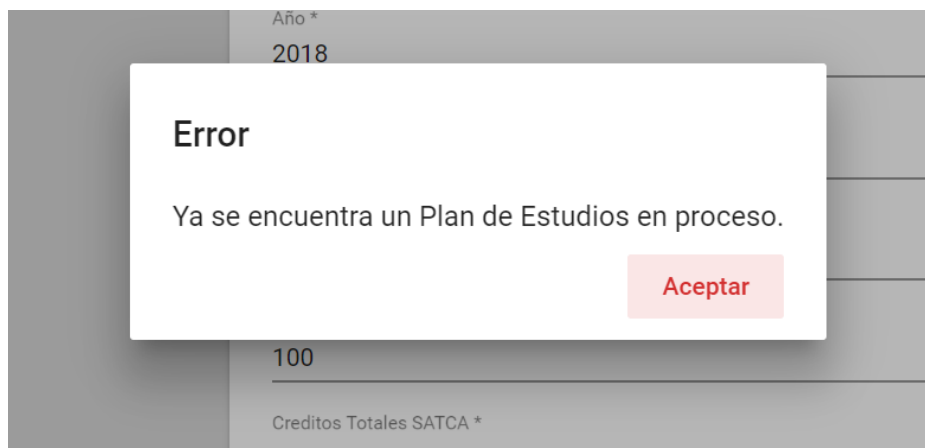 Año *
2018
Error
Ya se encuentra un Plan de Estudios en proceso.
Aceptar
100
Creditos Totales SATCA *